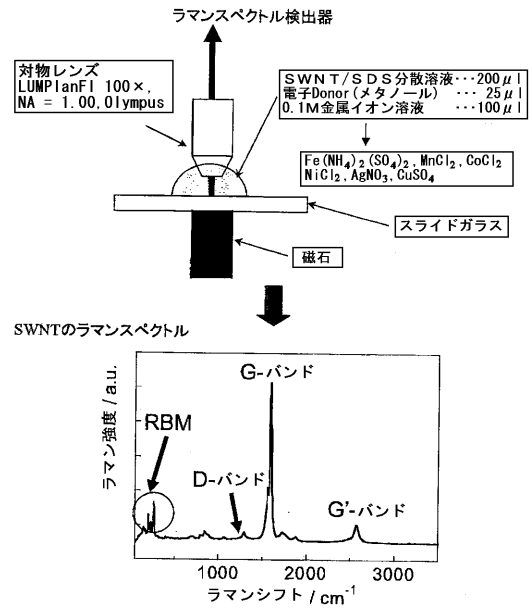 ラマンスペクトル検出器
対物レンズ
LUMPlanFl 100×,
NA = 1.00,Olympus
SWNT/SDS分散溶液･･･200μl
電子Donor(メタノール) ･･･ 25μl
0.1M金属イオン溶液 ･･･100μl
Fe(NH4)2(SO4)2,MnCl2,CoCl2
NiCl2,AgNO3,CuSO4
スライドガラス
磁石
SWNTのラマンスペクトル
ラマン強度 / a.u.
G-バンド
RBM
D-バンド
G'-バンド
1000 2000 3000
ラマンシフト / cm-1